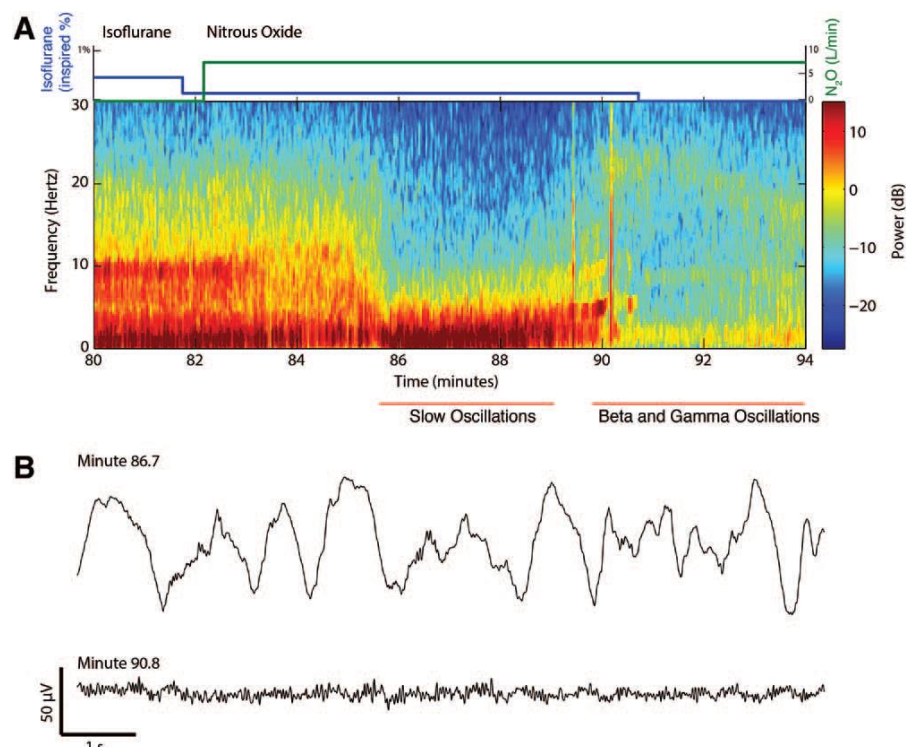 A
Isoflurane
Nitrous Oxide
Isoflurane
(inspired %)
1%
N₂O (L/min)
10
5
0
30
20
10
0
Frequency (Hertz)
80
82
84
86
88
90
92
94
Time (minutes)
10
0
−10
−20
Power (dB)
Slow Oscillations
Beta and Gamma Oscillations
B
Minute 86.7
Minute 90.8
50 µV
1 s